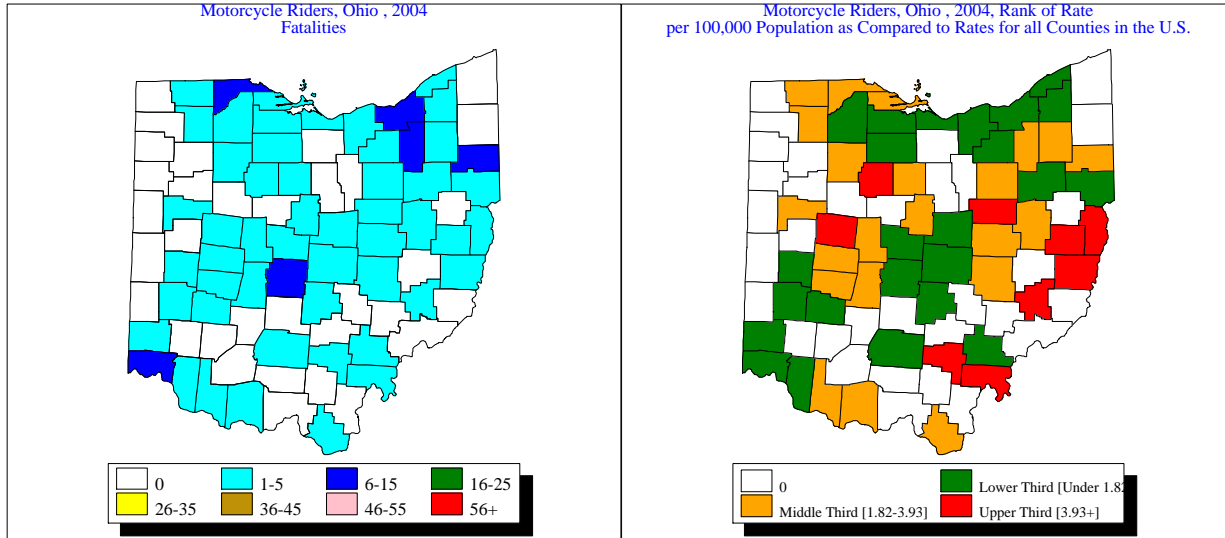 Motorcycle Riders, Ohio , 2004
Fatalities
0
1-5
6-15
16-25
26-35
36-45
46-55
56+
Motorcycle Riders, Ohio , 2004, Rank of Rate
per 100,000 Population as Compared to Rates for all Counties in the U.S.
0
Lower Third [Under 1.82
Middle Third [1.82-3.93]
Upper Third [3.93+]